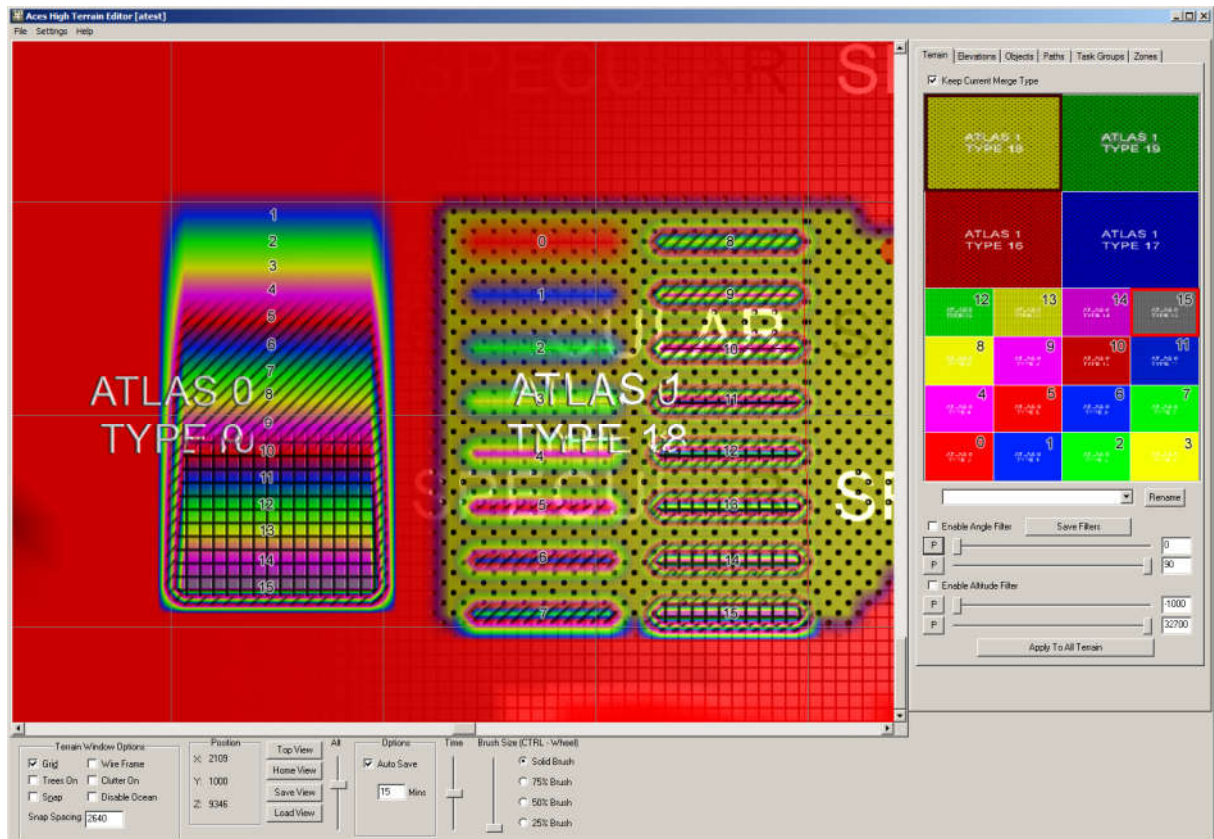 Aces High Terrain Editor [atest]
File Settings Help
SPECULAR
1
2
3
4
5
6
7
8
9
10
11
12
13
14
15
ATLAS 0
TYPE 0
0
1
2
3
4
5
6
7
8
9
10
11
12
13
14
15
ATLAS 1
TYPE 18
SPECULAR
Terrain Elevations Objects Paths Task Groups Zones
Keep Current Merge Type
ATLAS 1 ATLAS 1
TYPE 18 TYPE 19
ATLAS 1 ATLAS 1
TYPE 16 TYPE 17
12 13 14 15
8 9 10 11
4 5 6 7
0 1 2 3
Rename
Enable Angle Filter Save Filters
P 0
P 90
Enable Altitude Filter
P -1000
P 32700
Apply To All Terrain
Terrain Window Options
Grid Wire Frame
Trees On Clutter On
Snap Disable Ocean
Snap Spacing 2640
Position
X: 2109
Y: 1000
Z: 9346
Top View
Home View
Save View
Load View
Alt
Options
Auto Save
15 Mins
Time
Brush Size (CTRL - Wheel)
Solid Brush
75% Brush
50% Brush
25% Brush